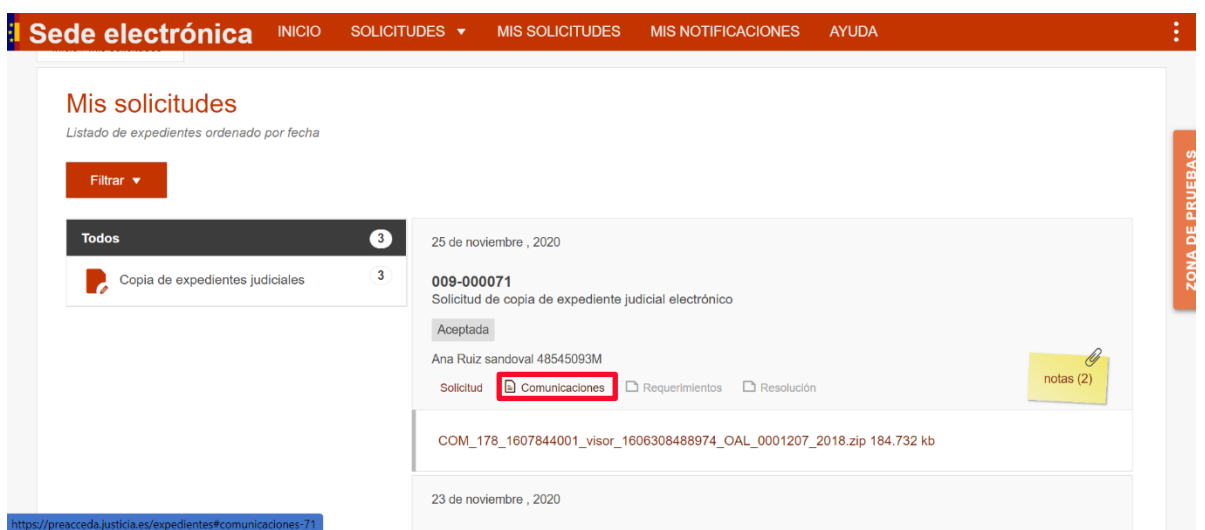 Sede electrónica INICIO SOLICITUDES MIS SOLICITUDES MIS NOTIFICACIONES AYUDA
Mis solicitudes
Listado de expedientes ordenado por fecha
Filtrar
ZONA DE PRUEBAS
Todos 3
Copia de expedientes judiciales 3
25 de noviembre , 2020
009-000071
Solicitud de copia de expediente judicial electrónico
Aceptada
Ana Ruiz sandoval 48545093M
Solicitud Comunicaciones Requerimientos Resolución
notas (2)
COM_178_1607844001_visor_1606308488974_OAL_0001207_2018.zip 184.732 kb
23 de noviembre , 2020
https://preacceda.justicia.es/expedientes#comunicaciones-71